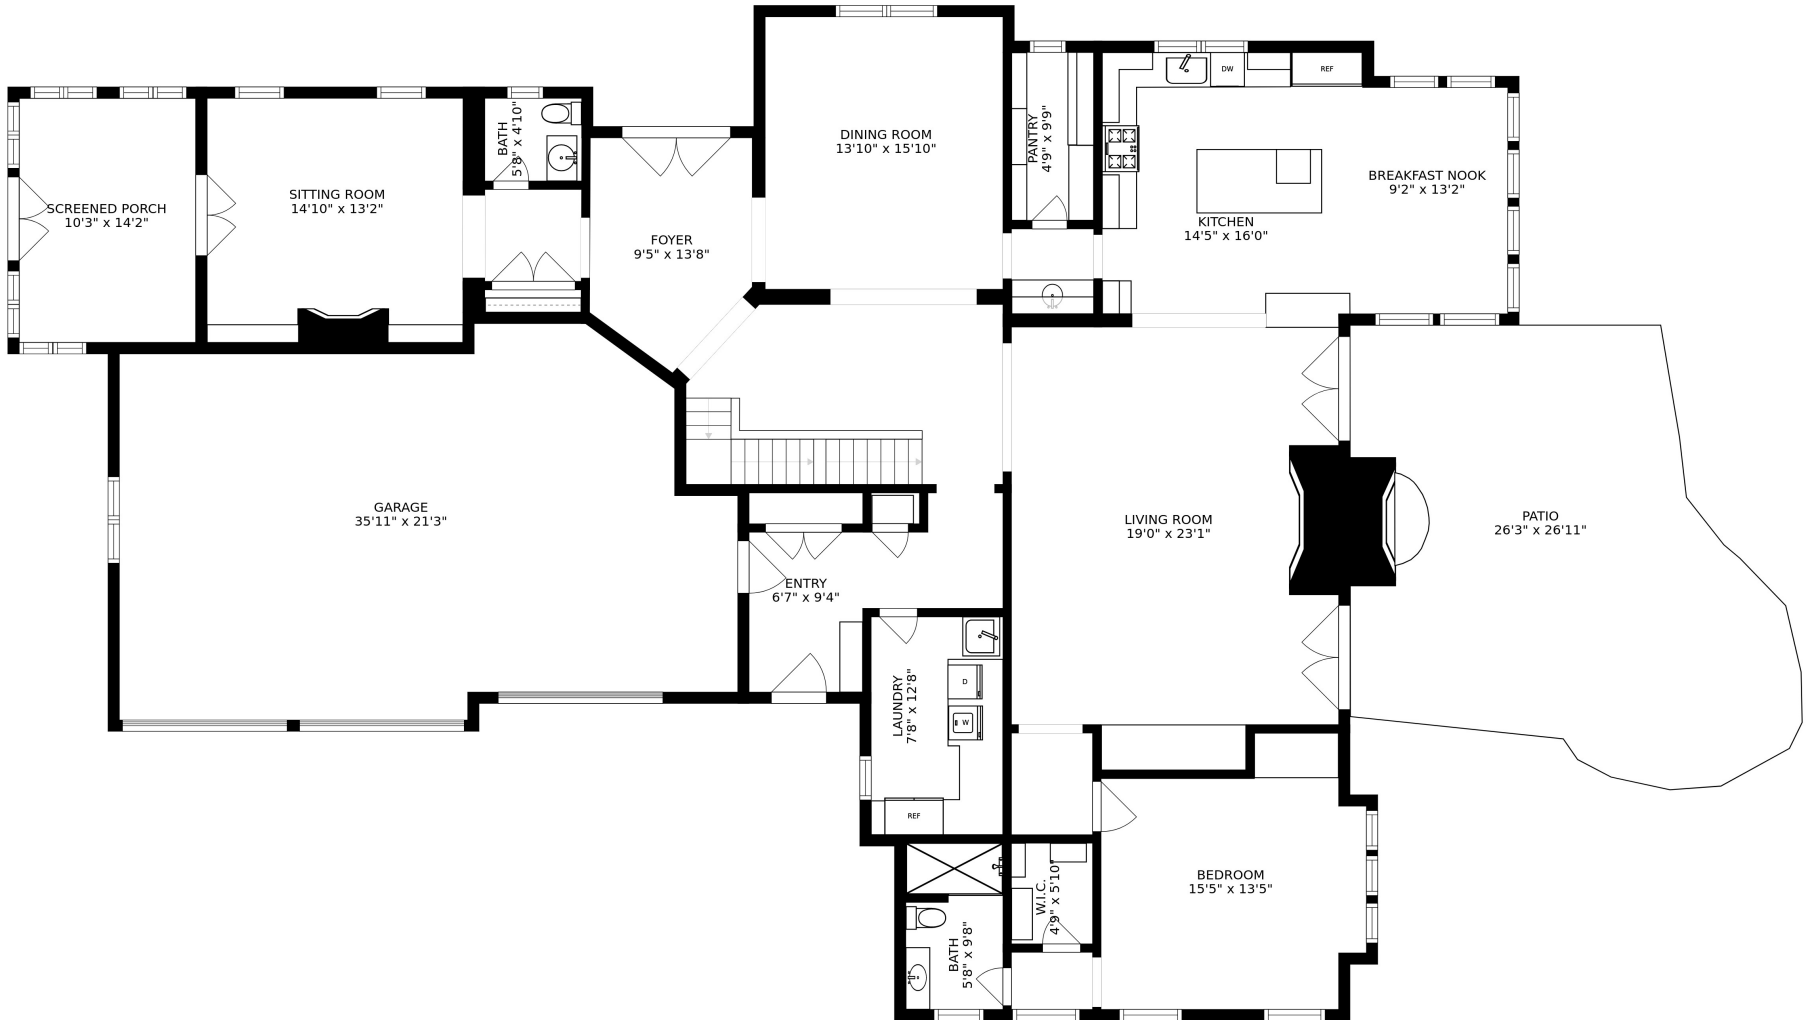 DINING ROOM
13'10" x 15'10"
DW
REF
BATH
5'8" x 4'10"
PANTRY
4'9" x 9'9"
BREAKFAST NOOK
9'2" x 13'2"
SCREENED PORCH
10'3" x 14'2"
SITTING ROOM
14'10" x 13'2"
FOYER
9'5" x 13'8"
KITCHEN
14'5" x 16'0"
GARAGE
35'11" x 21'3"
LIVING ROOM
19'0" x 23'1"
PATIO
26'3" x 26'11"
ENTRY
6'7" x 9'4"
LAUNDRY
7'8" x 12'8"
D
W
REF
W.I.C.
4'9" x 5'10"
BEDROOM
15'5" x 13'5"
BATH
5'8" x 9'8"